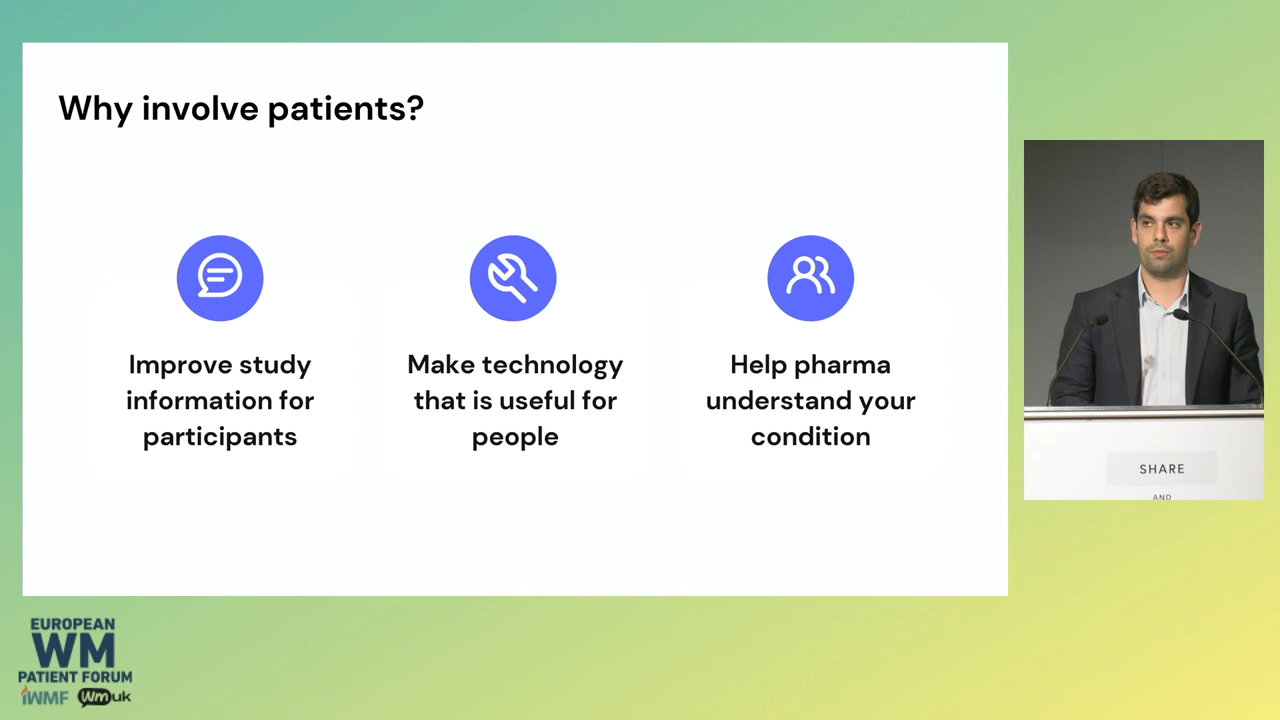 Why involve patients?
Improve study
information for
participants
Make technology
that is useful for
people
Help pharma
understand your
condition
SHARE
AND
EUROPEAN
WM
PATIENT FORUM
iWMF Wmuk